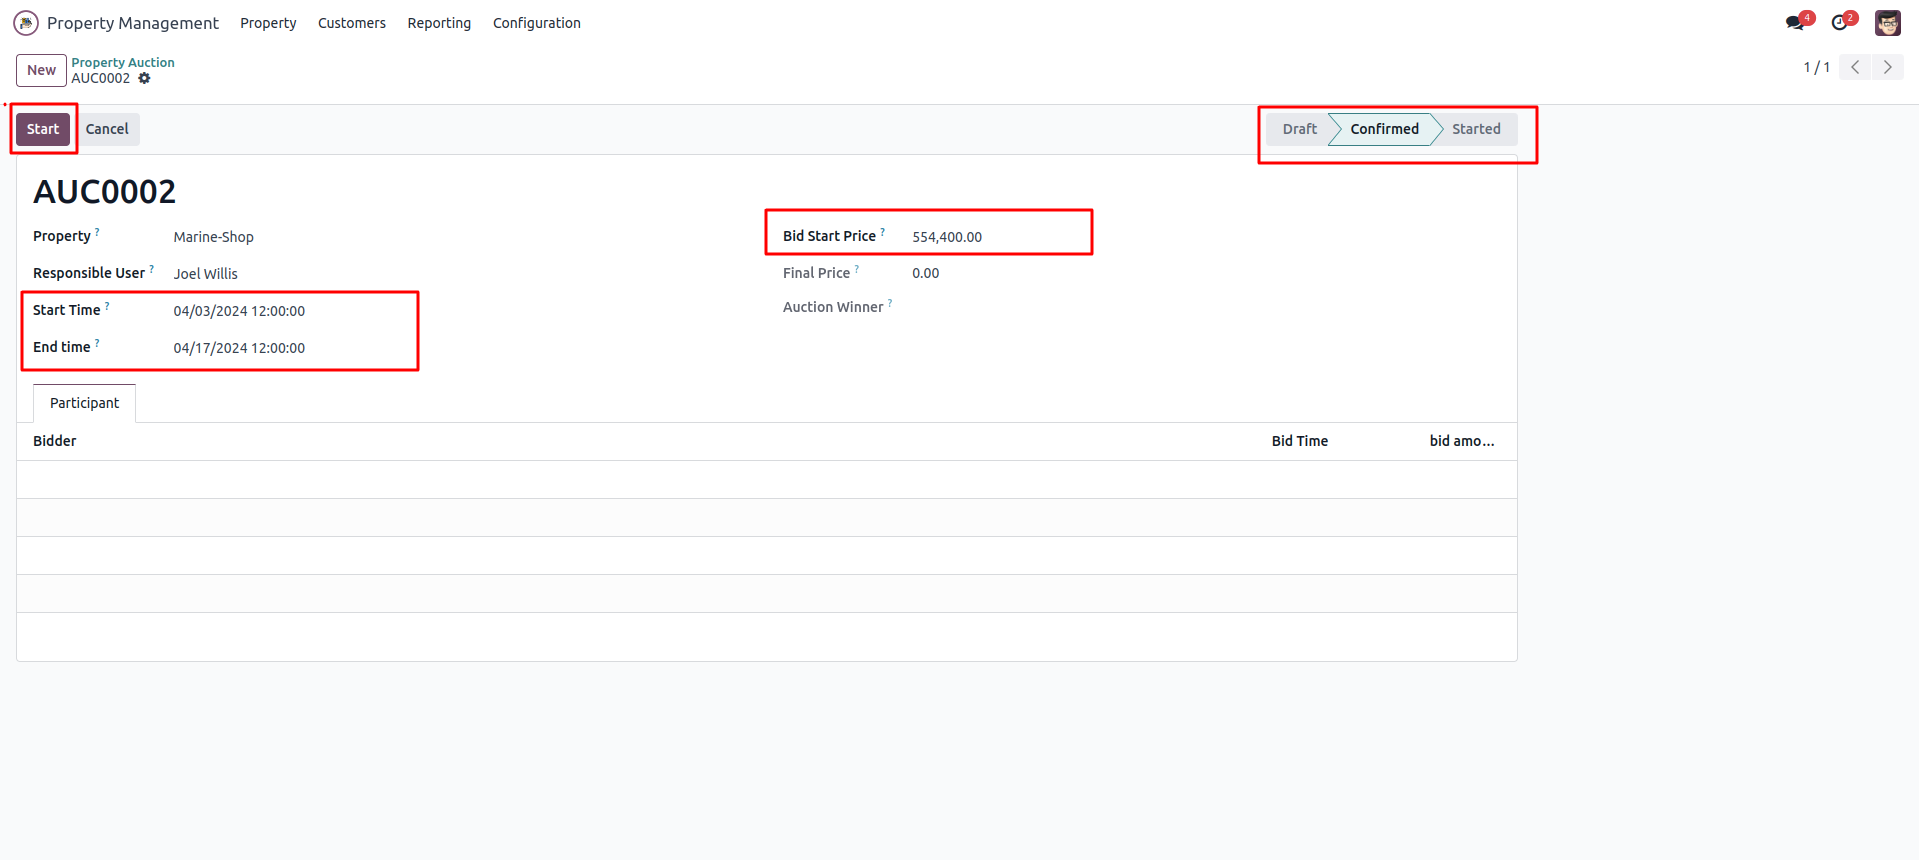 Property Management Property Customers Reporting Configuration 4 2
New Property Auction
AUC0002
1 / 1
Start Cancel Draft Confirmed Started
AUC0002
Property ? Marine-Shop
Responsible User ? Joel Willis
Start Time ? 04/03/2024 12:00:00
End time ? 04/17/2024 12:00:00
Bid Start Price ? 554,400.00
Final Price ? 0.00
Auction Winner ?
Participant
Bidder Bid Time bid amo...